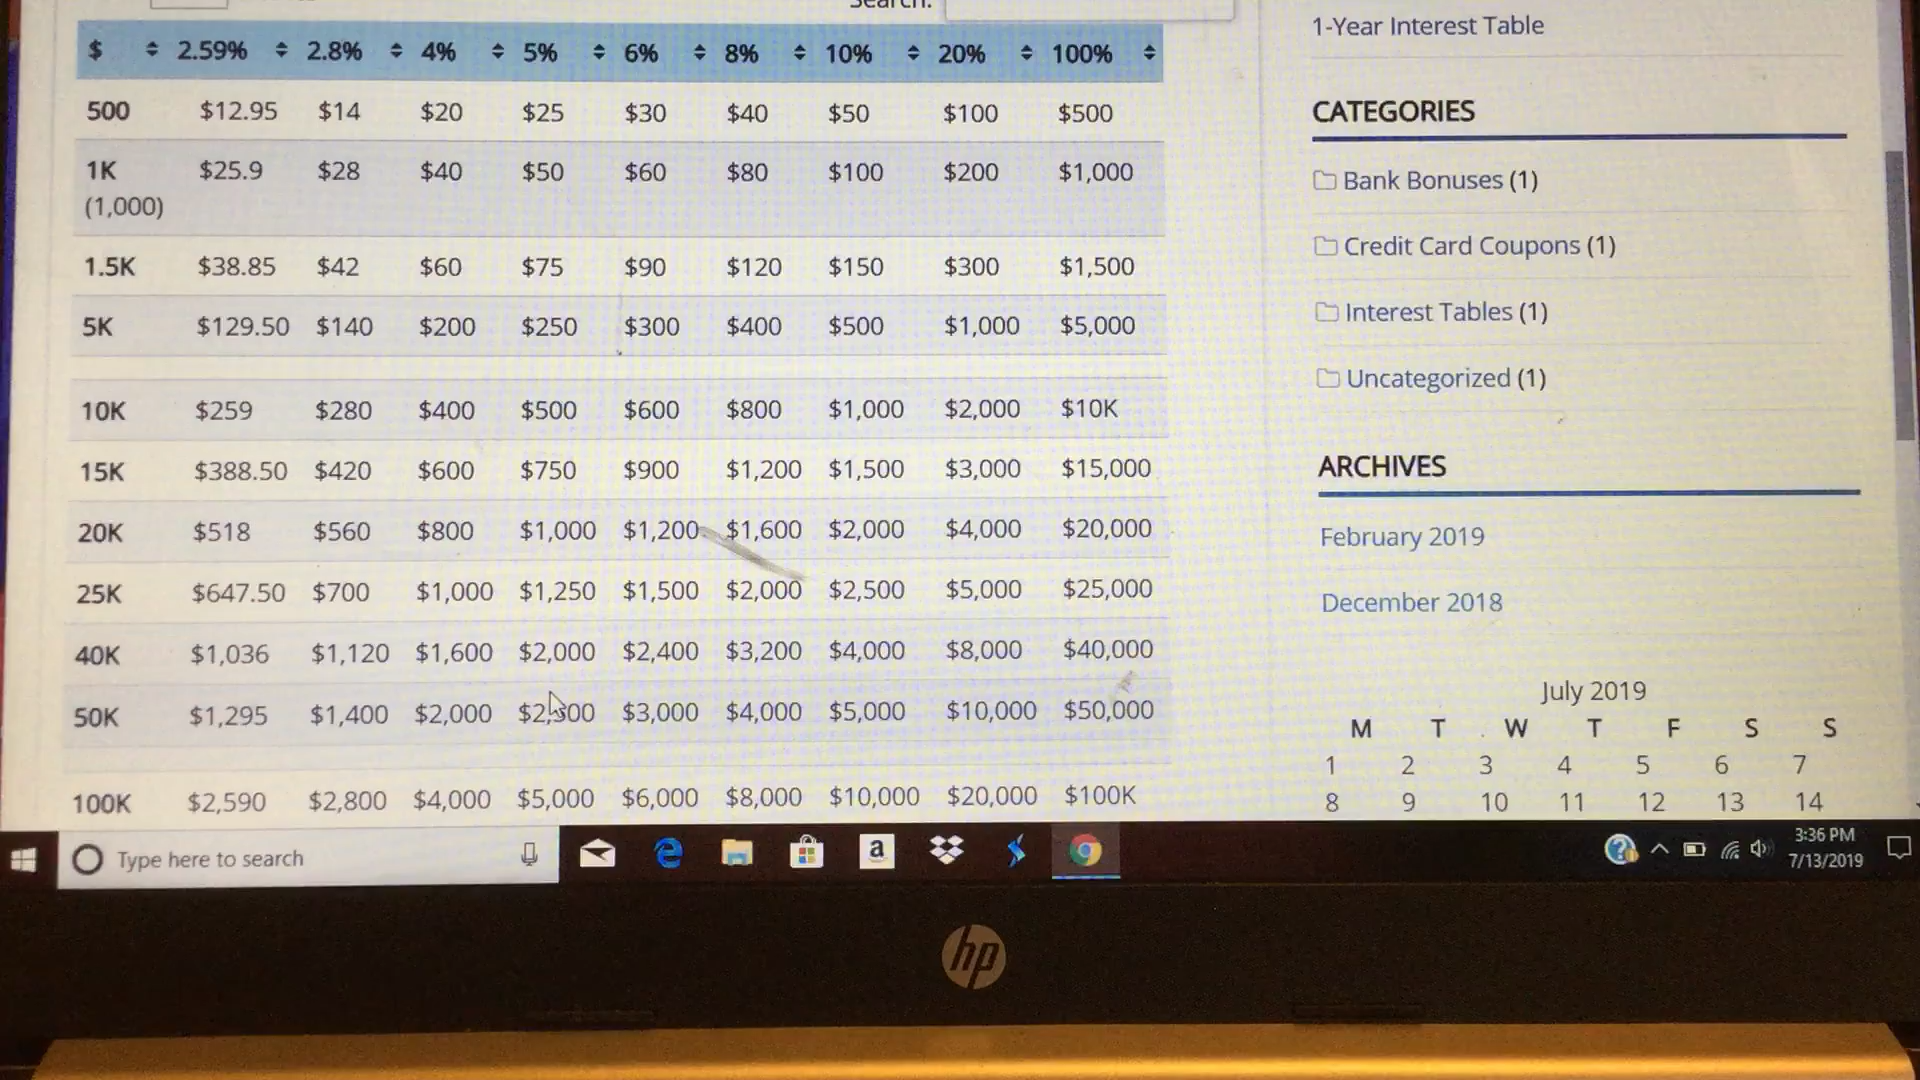 $ 2.59% 2.8% 4% 5% 6% 8% 10% 20% 100%
500 $12.95 $14 $20 $25 $30 $40 $50 $100 $500
1K $25.9 $28 $40 $50 $60 $80 $100 $200 $1,000
(1,000)
1.5K $38.85 $42 $60 $75 $90 $120 $150 $300 $1,500
5K $129.50 $140 $200 $250 $300 $400 $500 $1,000 $5,000
10K $259 $280 $400 $500 $600 $800 $1,000 $2,000 $10K
15K $388.50 $420 $600 $750 $900 $1,200 $1,500 $3,000 $15,000
20K $518 $560 $800 $1,000 $1,200 $1,600 $2,000 $4,000 $20,000
25K $647.50 $700 $1,000 $1,250 $1,500 $2,000 $2,500 $5,000 $25,000
40K $1,036 $1,120 $1,600 $2,000 $2,400 $3,200 $4,000 $8,000 $40,000
50K $1,295 $1,400 $2,000 $2,500 $3,000 $4,000 $5,000 $10,000 $50,000
100K $2,590 $2,800 $4,000 $5,000 $6,000 $8,000 $10,000 $20,000 $100K
1-Year Interest Table
CATEGORIES
Bank Bonuses (1)
Credit Card Coupons (1)
Interest Tables (1)
Uncategorized (1)
ARCHIVES
February 2019
December 2018
July 2019
M T W T F S S
1 2 3 4 5 6 7
8 9 10 11 12 13 14
Type here to search
a
3:36 PM
7/13/2019
hp